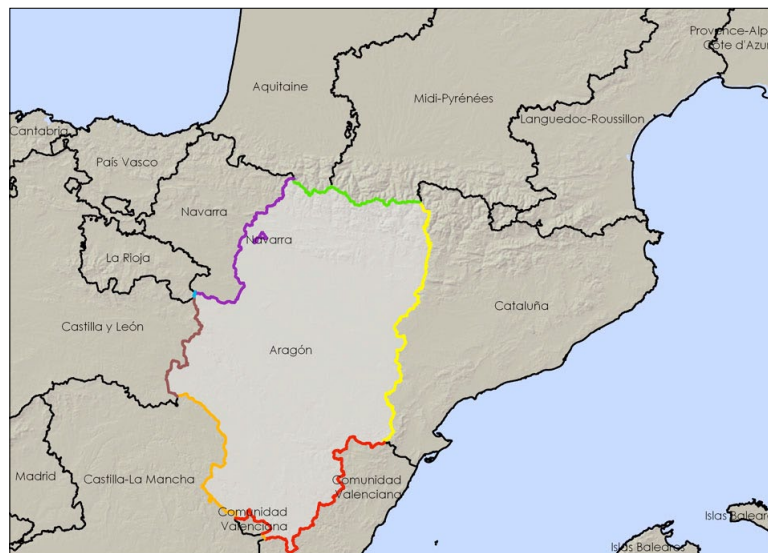 Provence-Alp
Côte d'Azur
Aquitaine
Midi-Pyrénées
Languedoc-Roussillon
Cantabria
País Vasco
Navarra
Navarra
La Rioja
Cataluña
Castilla y León
Aragón
Madrid
Castilla-La Mancha
Comunidad
Valenciana
Comunidad
Valenciana
Islas Baleares
Islas Baleares